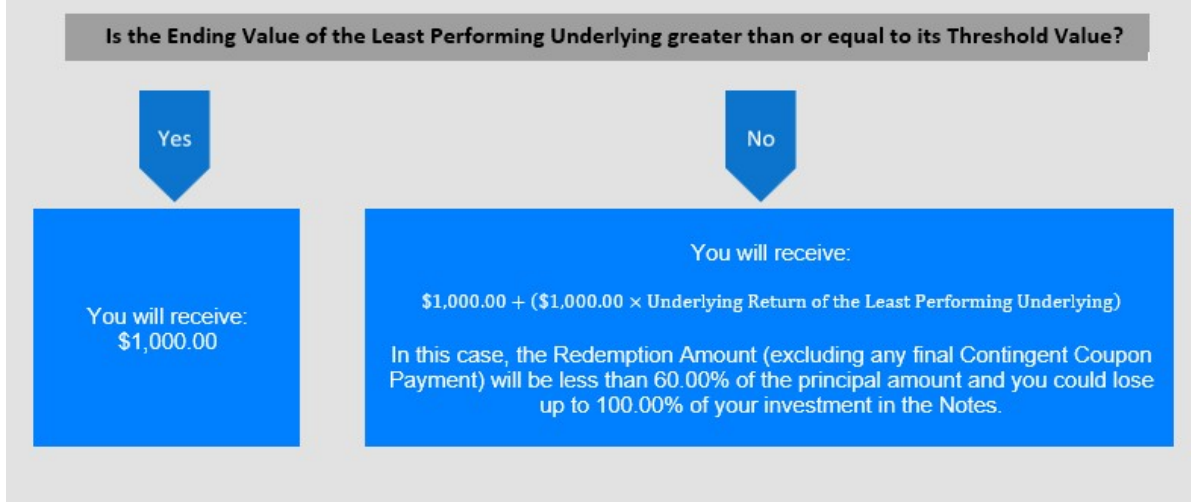 Is the Ending Value of the Least Performing Underlying greater than or equal to its Threshold Value?
Yes
No
You will receive:
$1,000.00
You will receive:
$1,000.00 + ($1,000.00 × Underlying Return of the Least Performing Underlying)
In this case, the Redemption Amount (excluding any final Contingent Coupon
Payment) will be less than 60.00% of the principal amount and you could lose
up to 100.00% of your investment in the Notes.